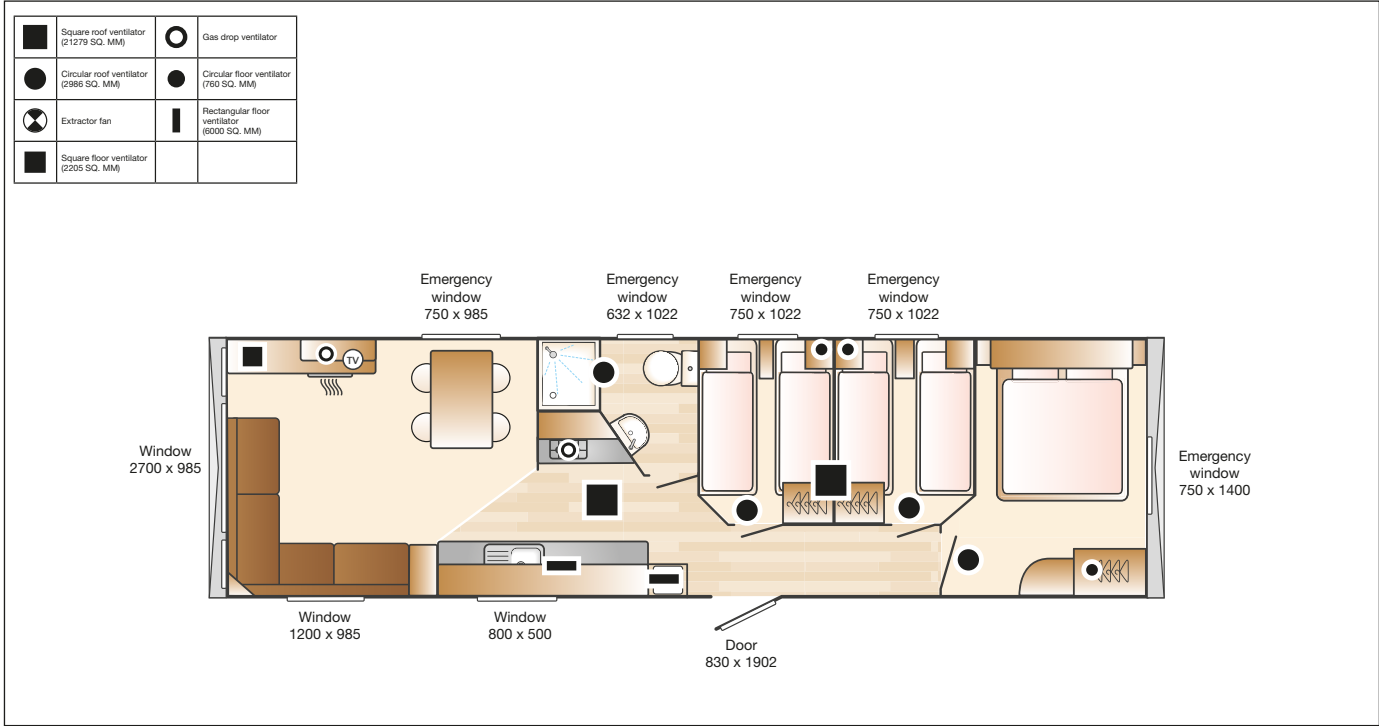 Square roof ventilator
(21279 SQ. MM)
Gas drop ventilator
Circular roof ventilator
(2986 SQ. MM)
Circular floor ventilator
(760 SQ. MM)
Extractor fan
Rectangular floor
ventilator
(6000 SQ. MM)
Square floor ventilator
(2205 SQ. MM)
Emergency
window
750 x 985
Emergency
window
632 x 1022
Emergency
window
750 x 1022
Emergency
window
750 x 1022
TV
Window
2700 x 985
Emergency
window
750 x 1400
Window
1200 x 985
Window
800 x 500
Door
830 x 1902